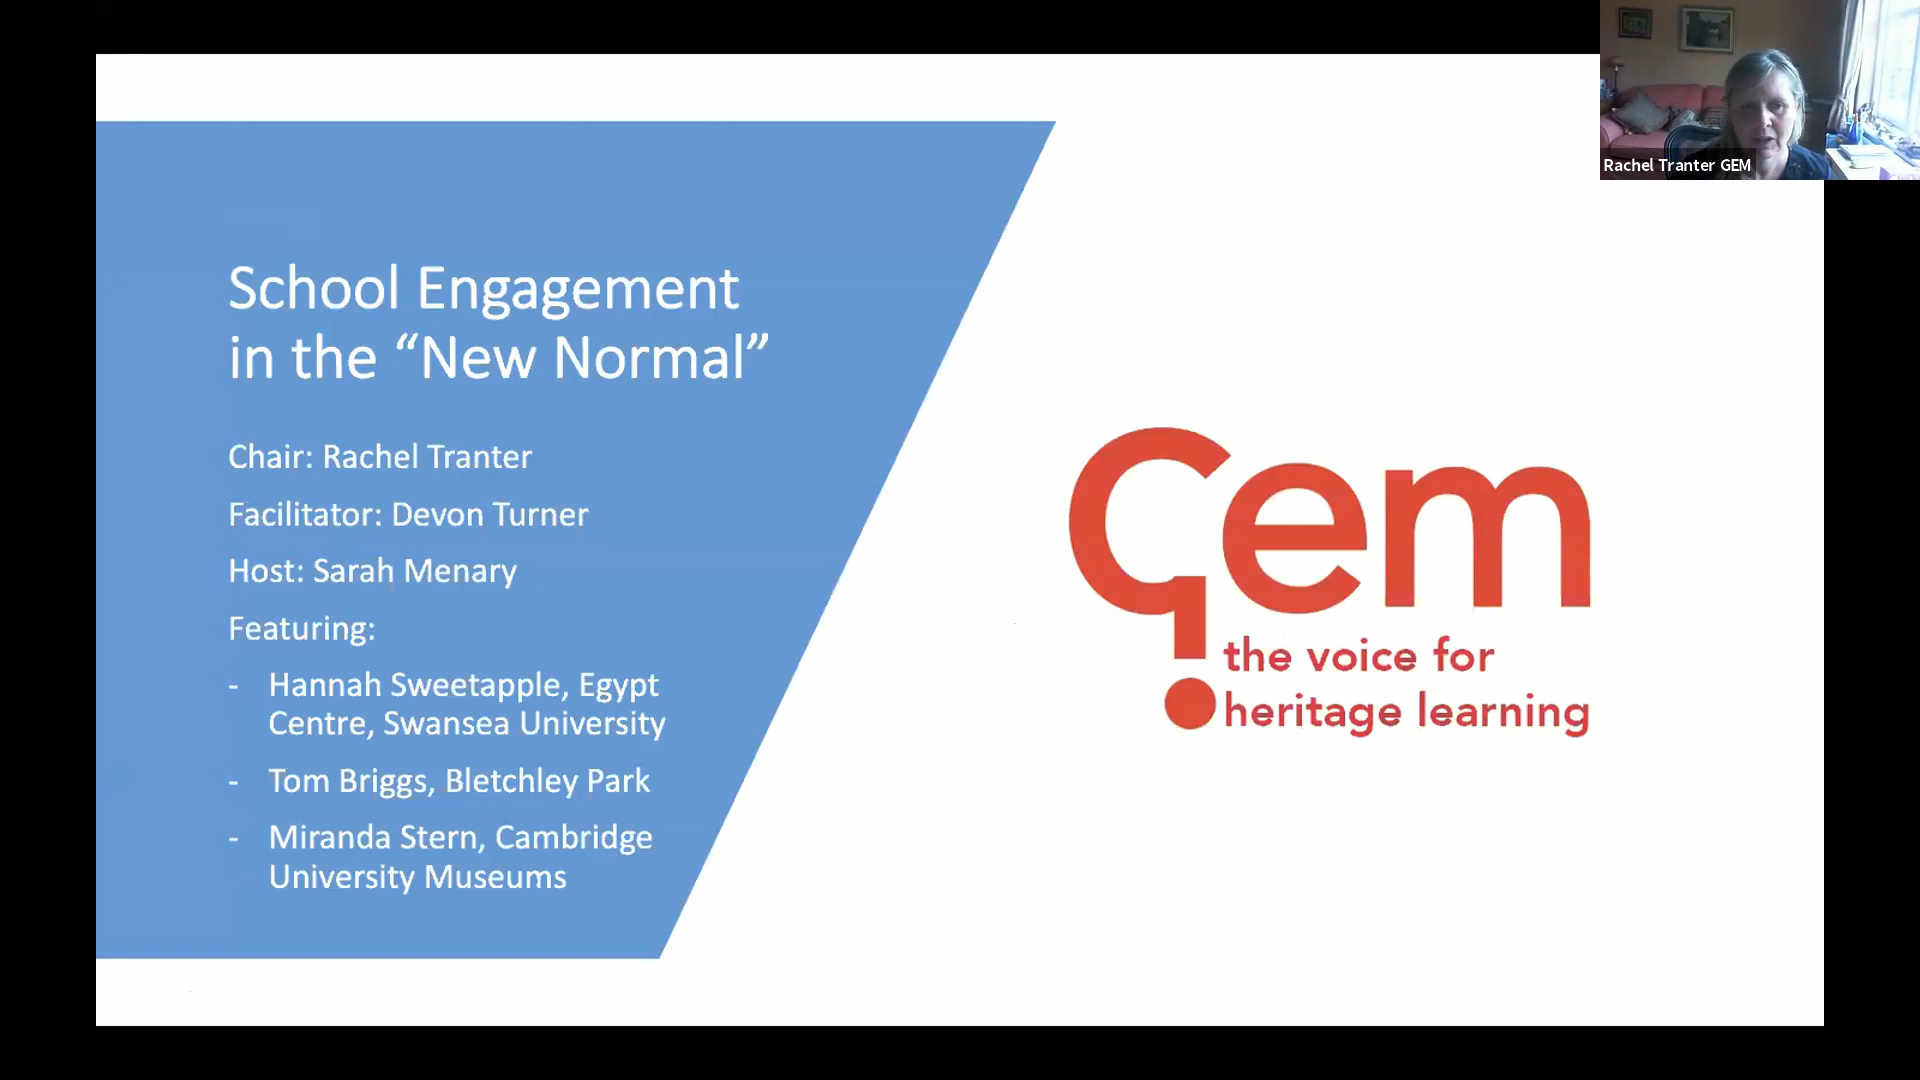 School Engagement
in the “New Normal”
Chair: Rachel Tranter
Facilitator: Devon Turner
Host: Sarah Menary
Featuring:
- Hannah Sweetapple, Egypt
Centre, Swansea University
- Tom Briggs, Bletchley Park
- Miranda Stern, Cambridge
University Museums
Gem
the voice for
heritage learning
Rachel Tranter GEM